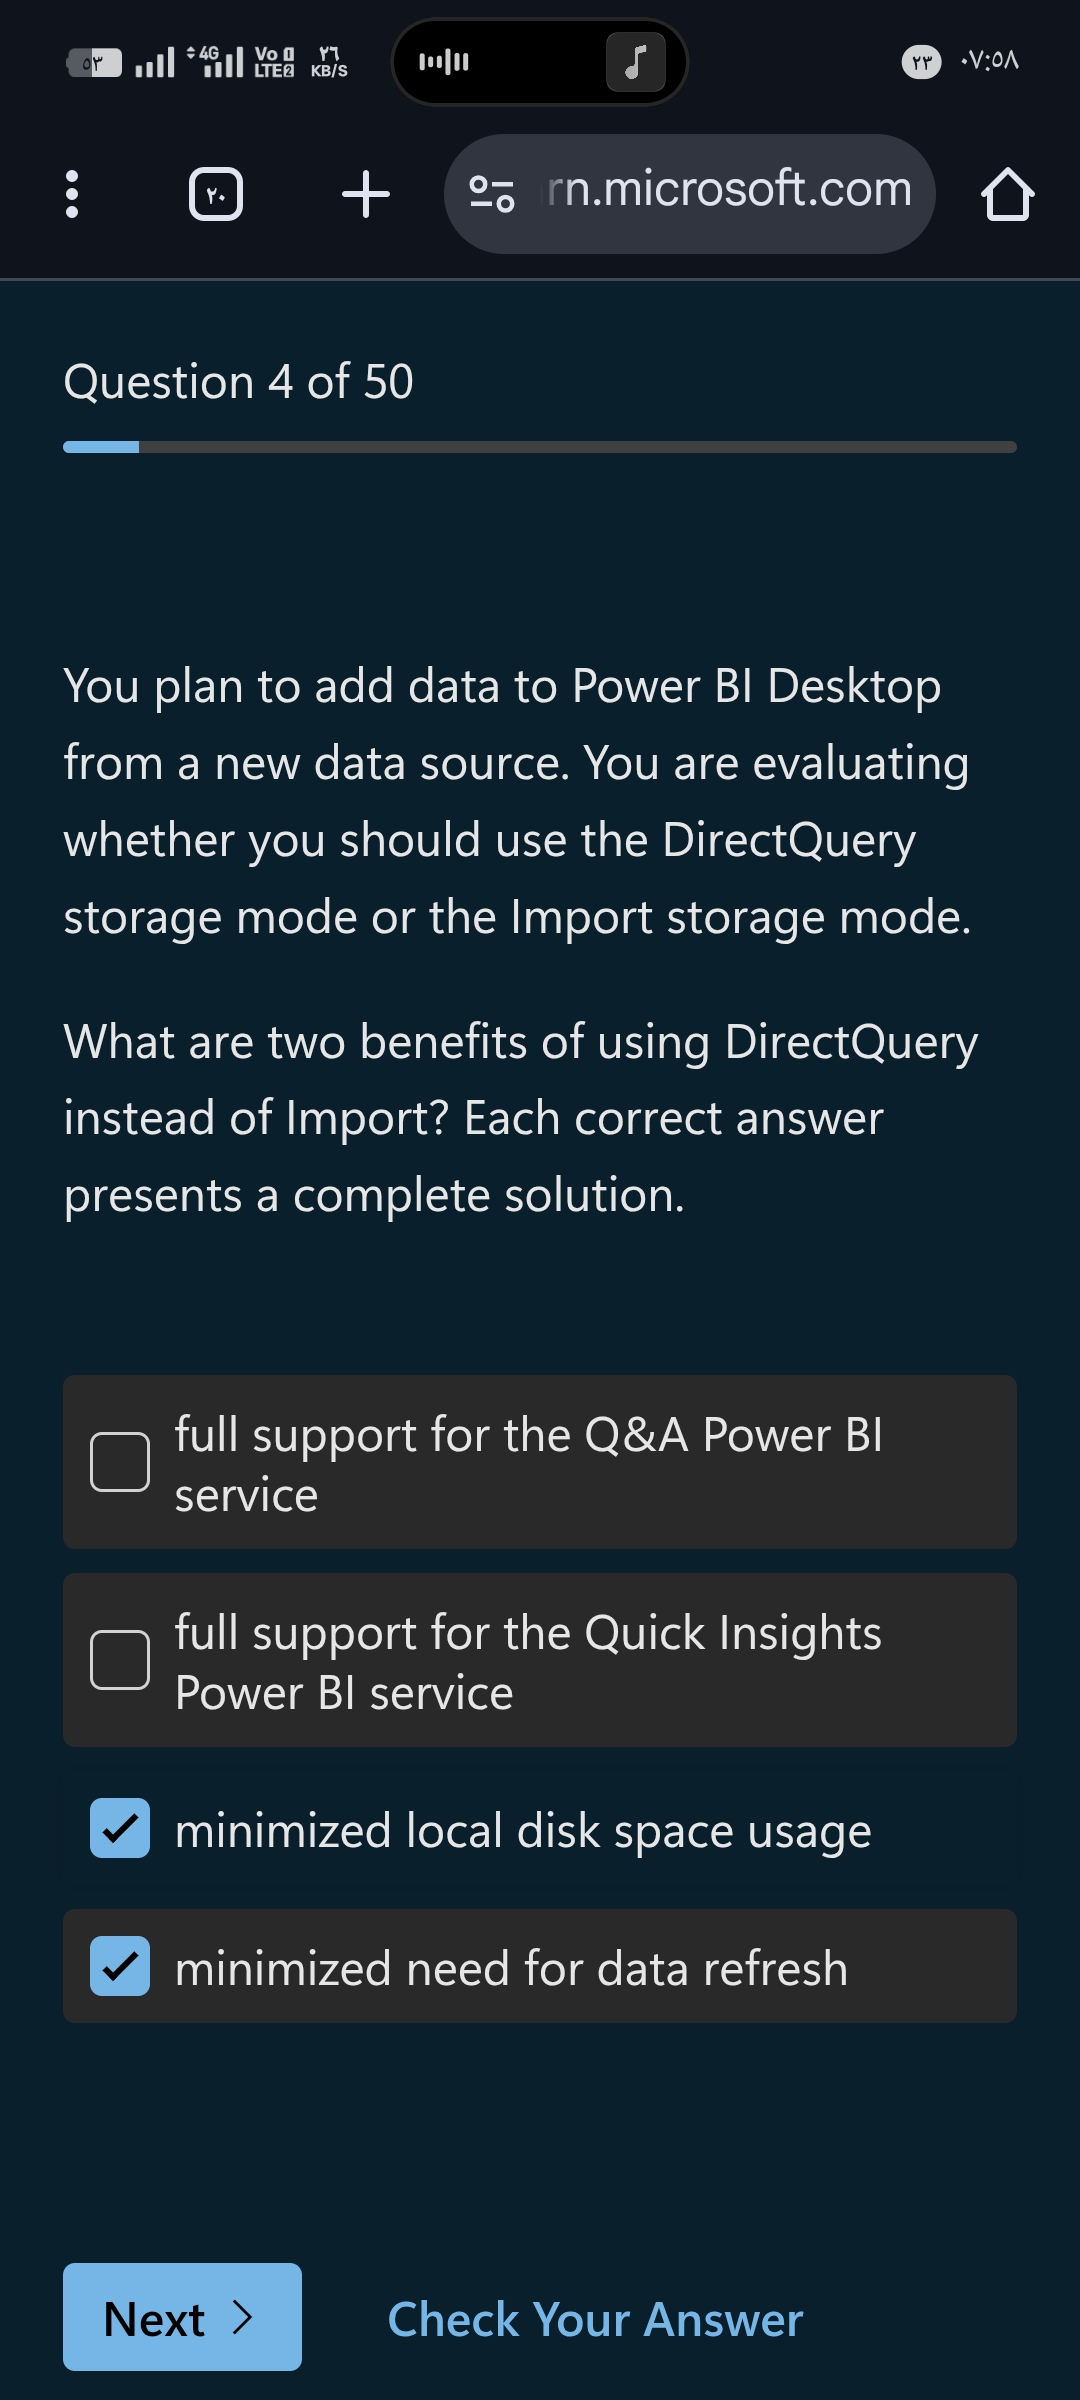 ٥٣ 4G Vo LTE 2 ٢٦ KB/S ٢٣ ٠٧:٥٨
٢٠ rn.microsoft.com
Question 4 of 50
You plan to add data to Power BI Desktop
from a new data source. You are evaluating
whether you should use the DirectQuery
storage mode or the Import storage mode.
What are two benefits of using DirectQuery
instead of Import? Each correct answer
presents a complete solution.
full support for the Q&A Power BI
service
full support for the Quick Insights
Power BI service
minimized local disk space usage
minimized need for data refresh
Next
Check Your Answer